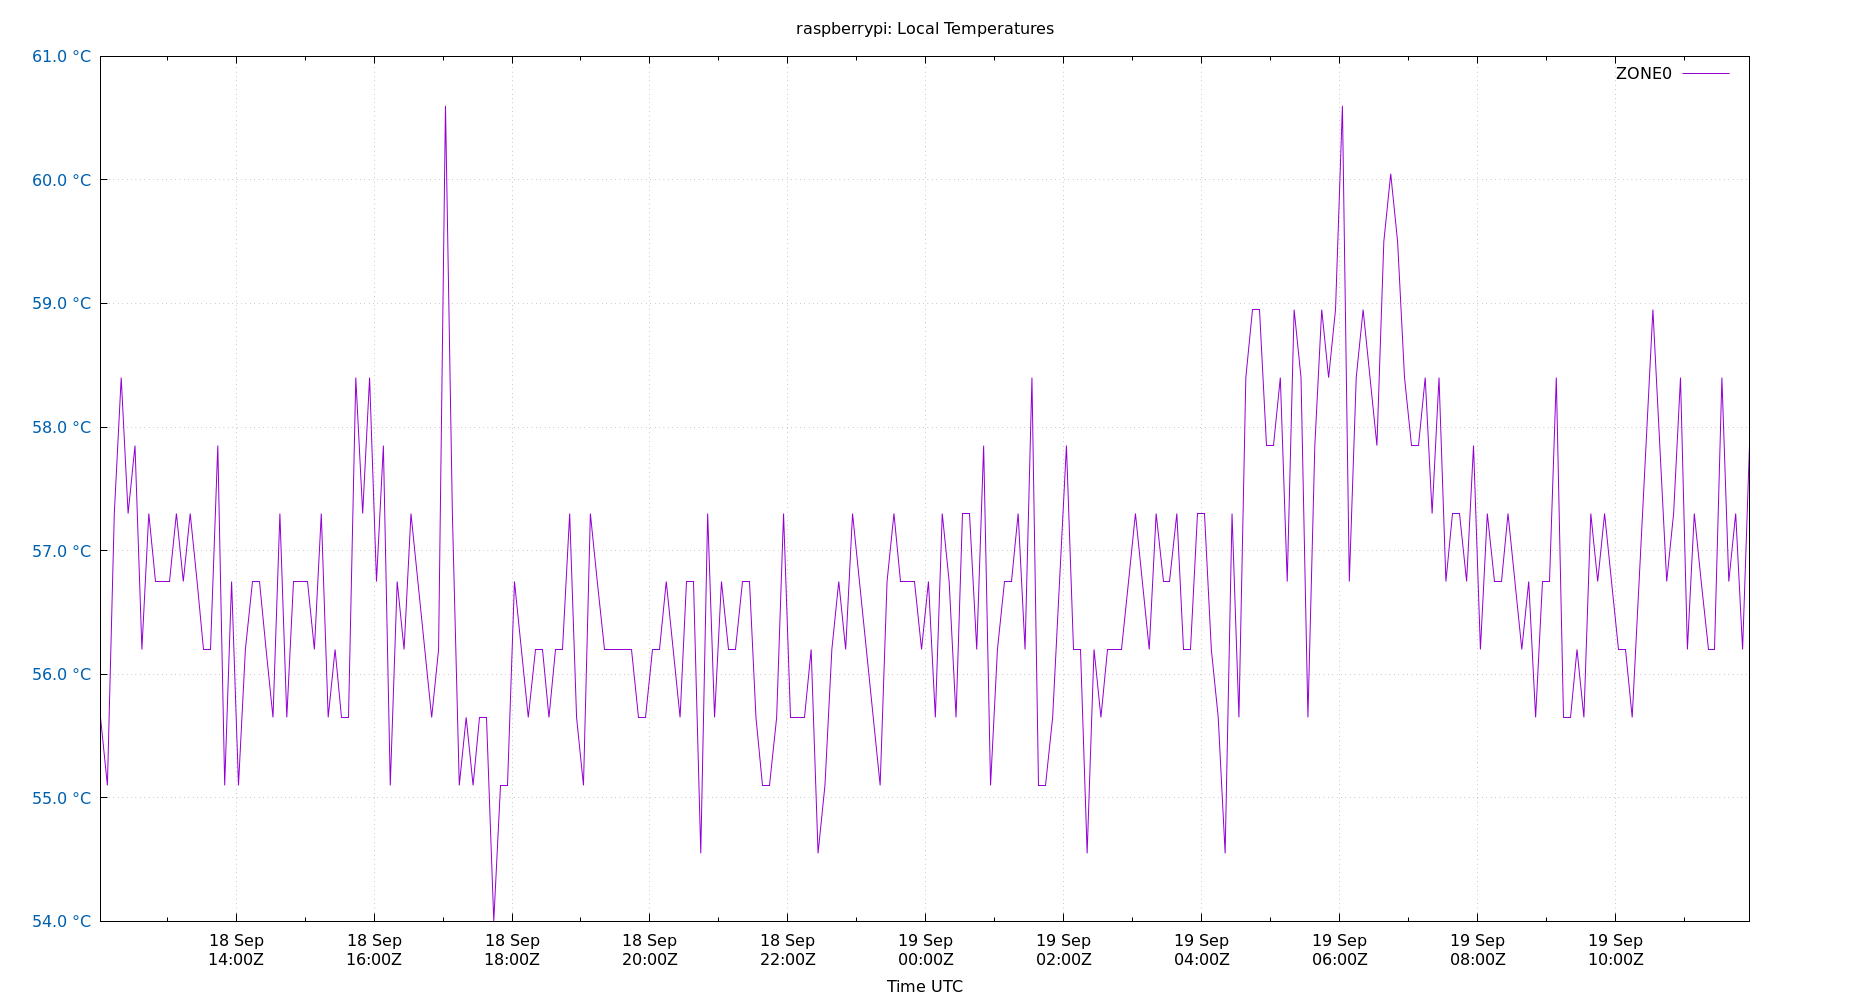 raspberrypi: Local Temperatures
61.0 °C
ZONE0
60.0 °C
59.0 °C
58.0 °C
57.0 °C
56.0 °C
55.0 °C
54.0 °C
18 Sep 18 Sep 18 Sep 18 Sep 18 Sep 19 Sep 19 Sep 19 Sep 19 Sep 19 Sep 19 Sep
14:00Z 16:00Z 18:00Z 20:00Z 22:00Z 00:00Z 02:00Z 04:00Z 06:00Z 08:00Z 10:00Z
Time UTC